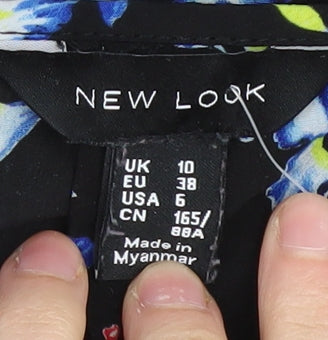 NEW LOOK
UK 10
EU 38
USA 6
CN 165/
88A
Made in
Myanmar